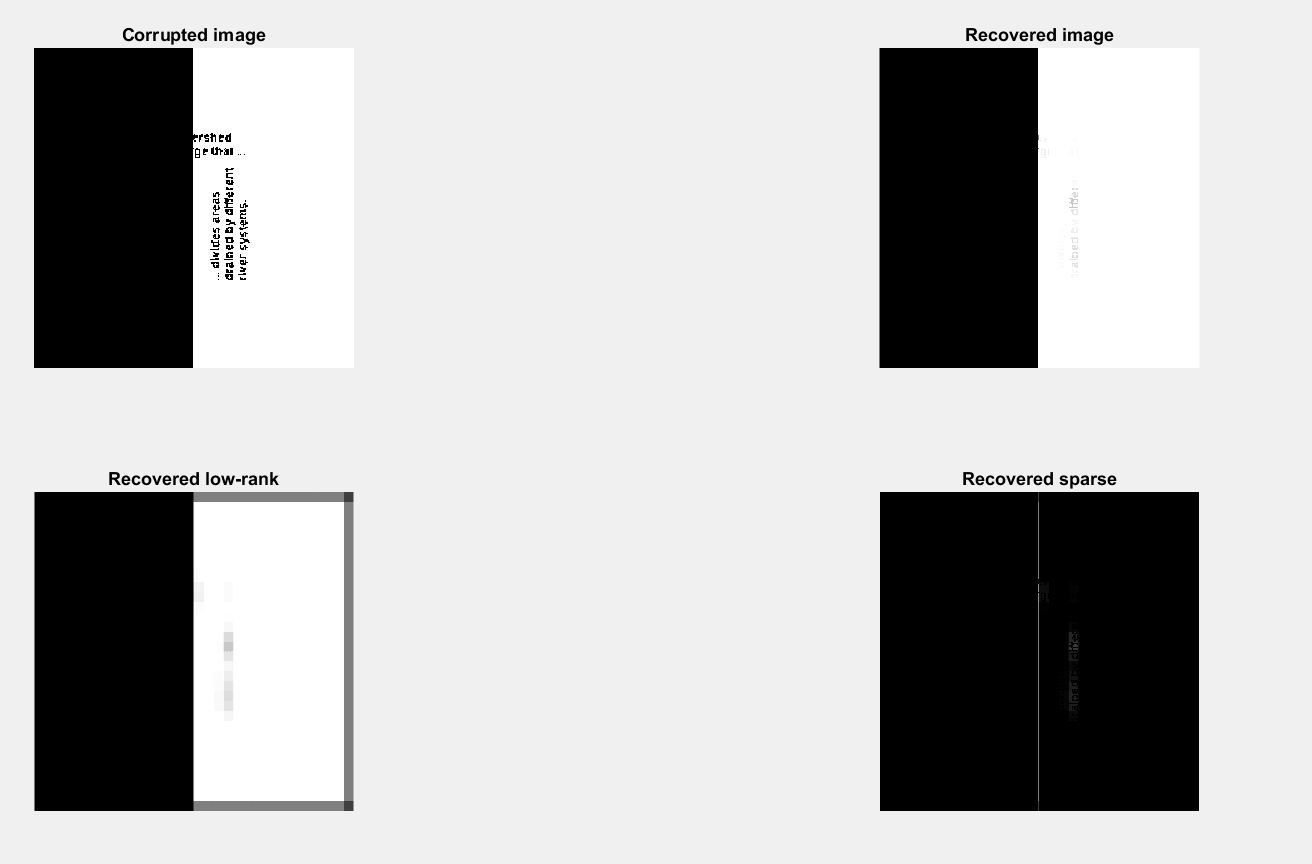 Corrupted image
ershed
ge that ...
... divides areas
drained by different
river systems.
Recovered image
Recovered low-rank
Recovered sparse